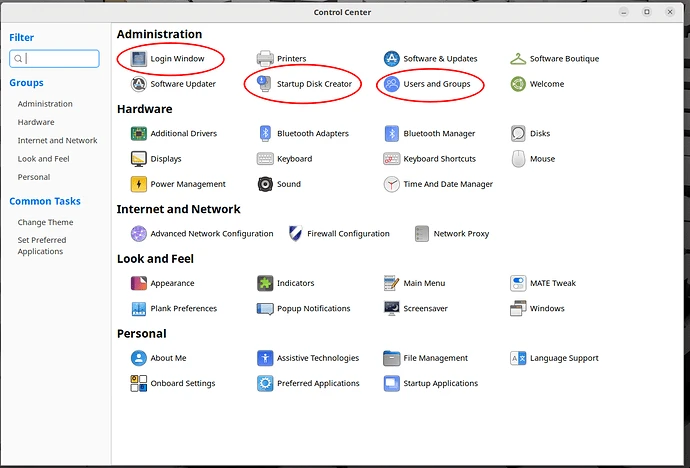 Control Center
Filter
Groups
Administration
Hardware
Internet and Network
Look and Feel
Personal
Common Tasks
Change Theme
Set Preferred
Applications
Administration
Login Window
Printers
Software & Updates
Software Boutique
Software Updater
Startup Disk Creator
Users and Groups
Welcome
Hardware
Additional Drivers
Bluetooth Adapters
Bluetooth Manager
Disks
Displays
Keyboard
Keyboard Shortcuts
Mouse
Power Management
Sound
Time And Date Manager
Internet and Network
Advanced Network Configuration
Firewall Configuration
Network Proxy
Look and Feel
Appearance
Indicators
Main Menu
MATE Tweak
Plank Preferences
Popup Notifications
Screensaver
Windows
Personal
About Me
Assistive Technologies
File Management
Language Support
Onboard Settings
Preferred Applications
Startup Applications